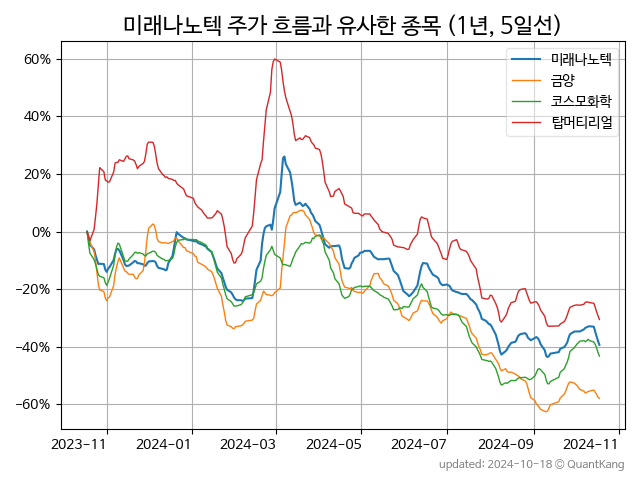 미래나노텍 주가 흐름과 유사한 종목 (1년, 5일선)
미래나노텍
금양
코스모화학
탑머티리얼
60%
40%
20%
0%
−20%
−40%
−60%
2023-11 2024-01 2024-03 2024-05 2024-07 2024-09 2024-11
updated: 2024-10-18 © QuantKang